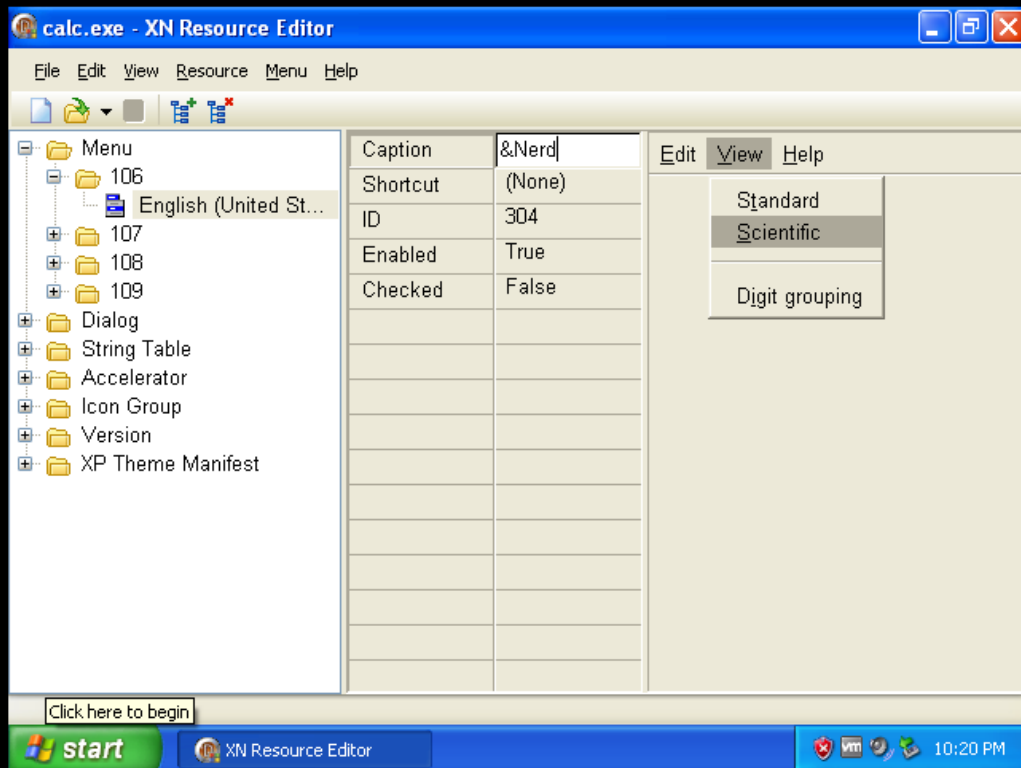 calc.exe - XN Resource Editor
File Edit View Resource Menu Help
Menu
106
English (United St...
107
108
109
Dialog
String Table
Accelerator
Icon Group
Version
XP Theme Manifest
Caption &Nerd
Shortcut (None)
ID 304
Enabled True
Checked False
Edit View Help
Standard
Scientific
Digit grouping
Click here to begin
start XN Resource Editor vm 10:20 PM